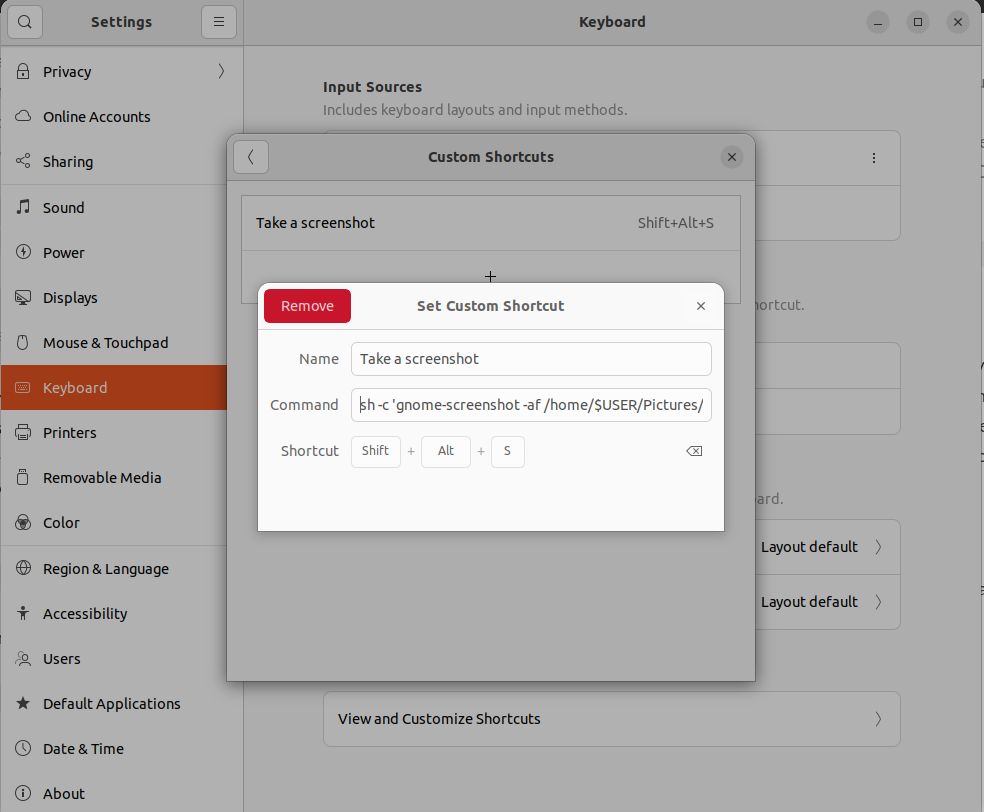 Settings
Keyboard
Privacy
Online Accounts
Sharing
Sound
Power
Displays
Mouse & Touchpad
Keyboard
Printers
Removable Media
Color
Region & Language
Accessibility
Users
Default Applications
Date & Time
About
Input Sources
Includes keyboard layouts and input methods.
Custom Shortcuts
Take a screenshot Shift+Alt+S
Remove Set Custom Shortcut
Name Take a screenshot
Command sh -c 'gnome-screenshot -af /home/$USER/Pictures/
Shortcut Shift + Alt + S
Layout default
Layout default
View and Customize Shortcuts